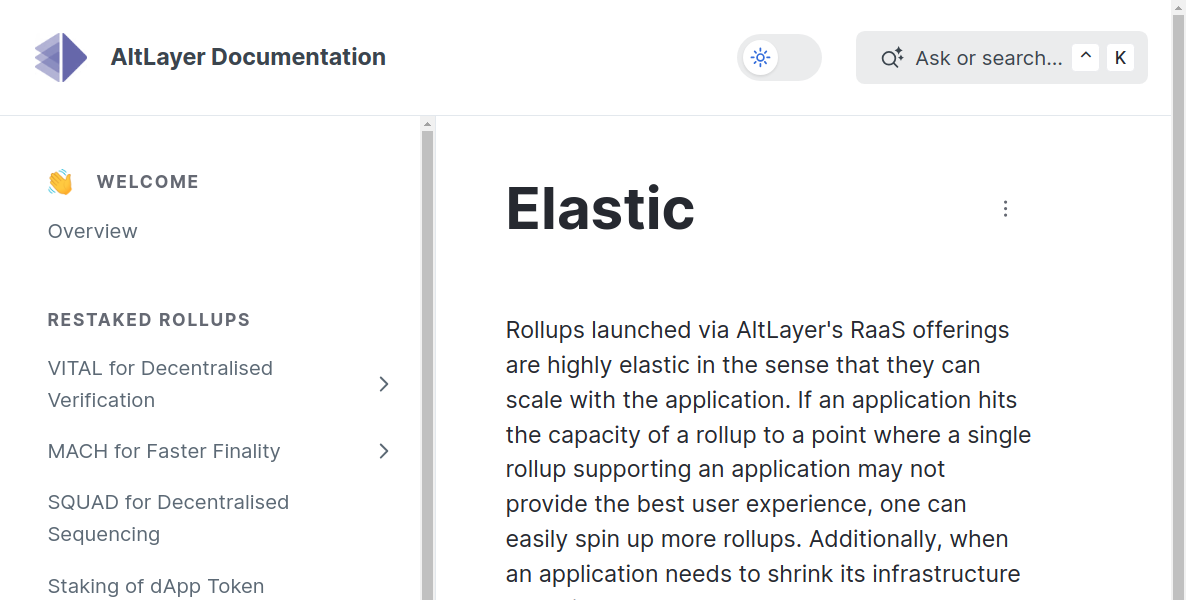 AltLayer Documentation
Ask or search... ^ K
👋 WELCOME
Overview
RESTAKED ROLLUPS
VITAL for Decentralised
Verification
MACH for Faster Finality
SQUAD for Decentralised
Sequencing
Staking of dApp Token
Elastic
Rollups launched via AltLayer's RaaS offerings
are highly elastic in the sense that they can
scale with the application. If an application hits
the capacity of a rollup to a point where a single
rollup supporting an application may not
provide the best user experience, one can
easily spin up more rollups. Additionally, when
an application needs to shrink its infrastructure